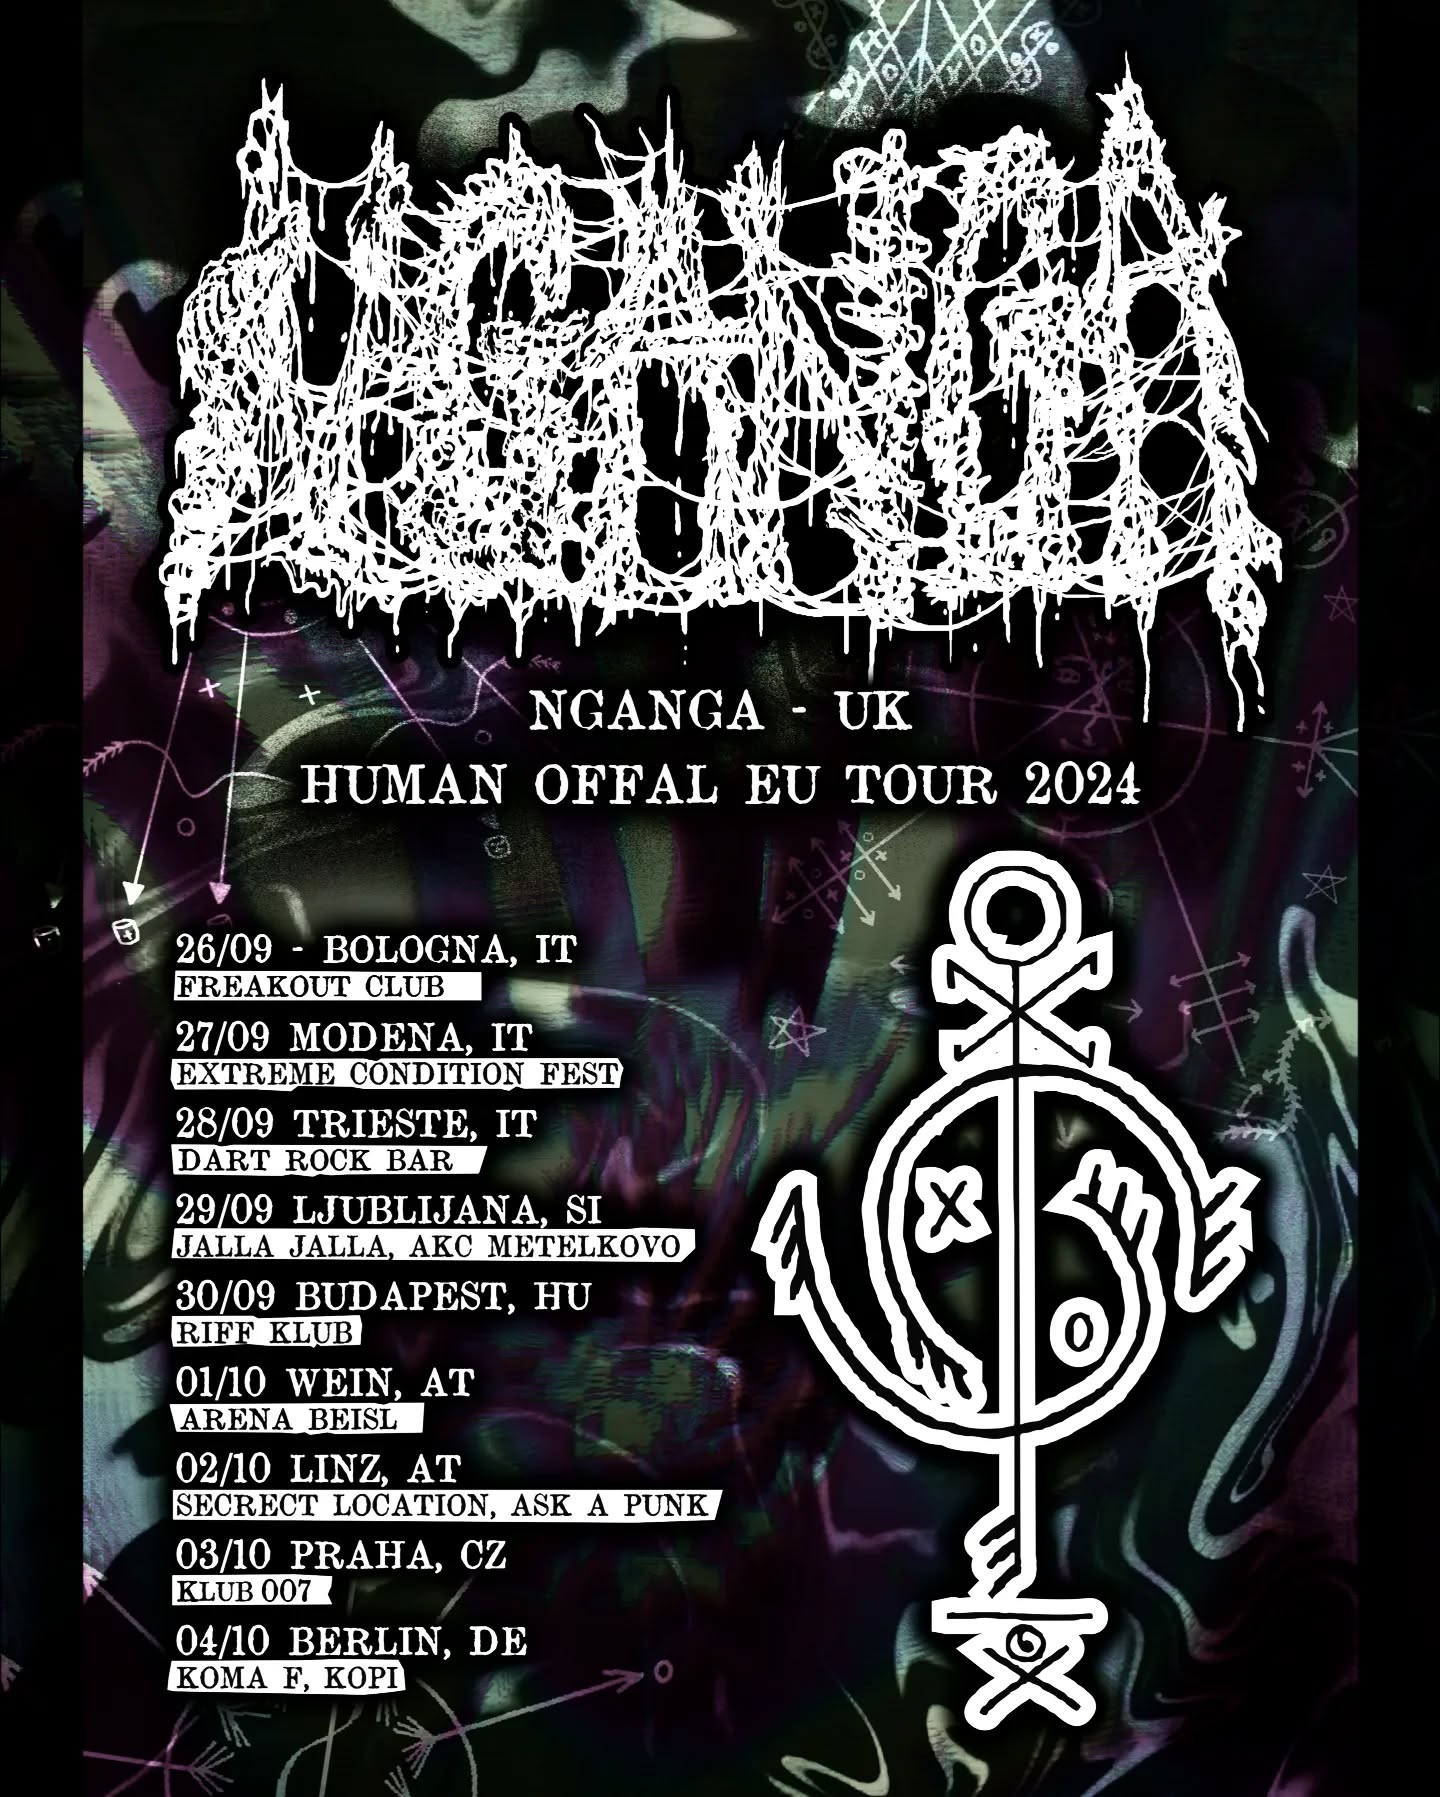 NGANGA
NGANGA - UK
HUMAN OFFAL EU TOUR 2024
26/09 - BOLOGNA, IT
FREAKOUT CLUB
27/09 MODENA, IT
EXTREME CONDITION FEST
28/09 TRIESTE, IT
DART ROCK BAR
29/09 LJUBLIJANA, SI
JALLA JALLA, AKC METELKOVO
30/09 BUDAPEST, HU
RIFF KLUB
01/10 WEIN, AT
ARENA BEISL
02/10 LINZ, AT
SECRECT LOCATION, ASK A PUNK
03/10 PRAHA, CZ
KLUB 007
04/10 BERLIN, DE
KOMA F, KOPI